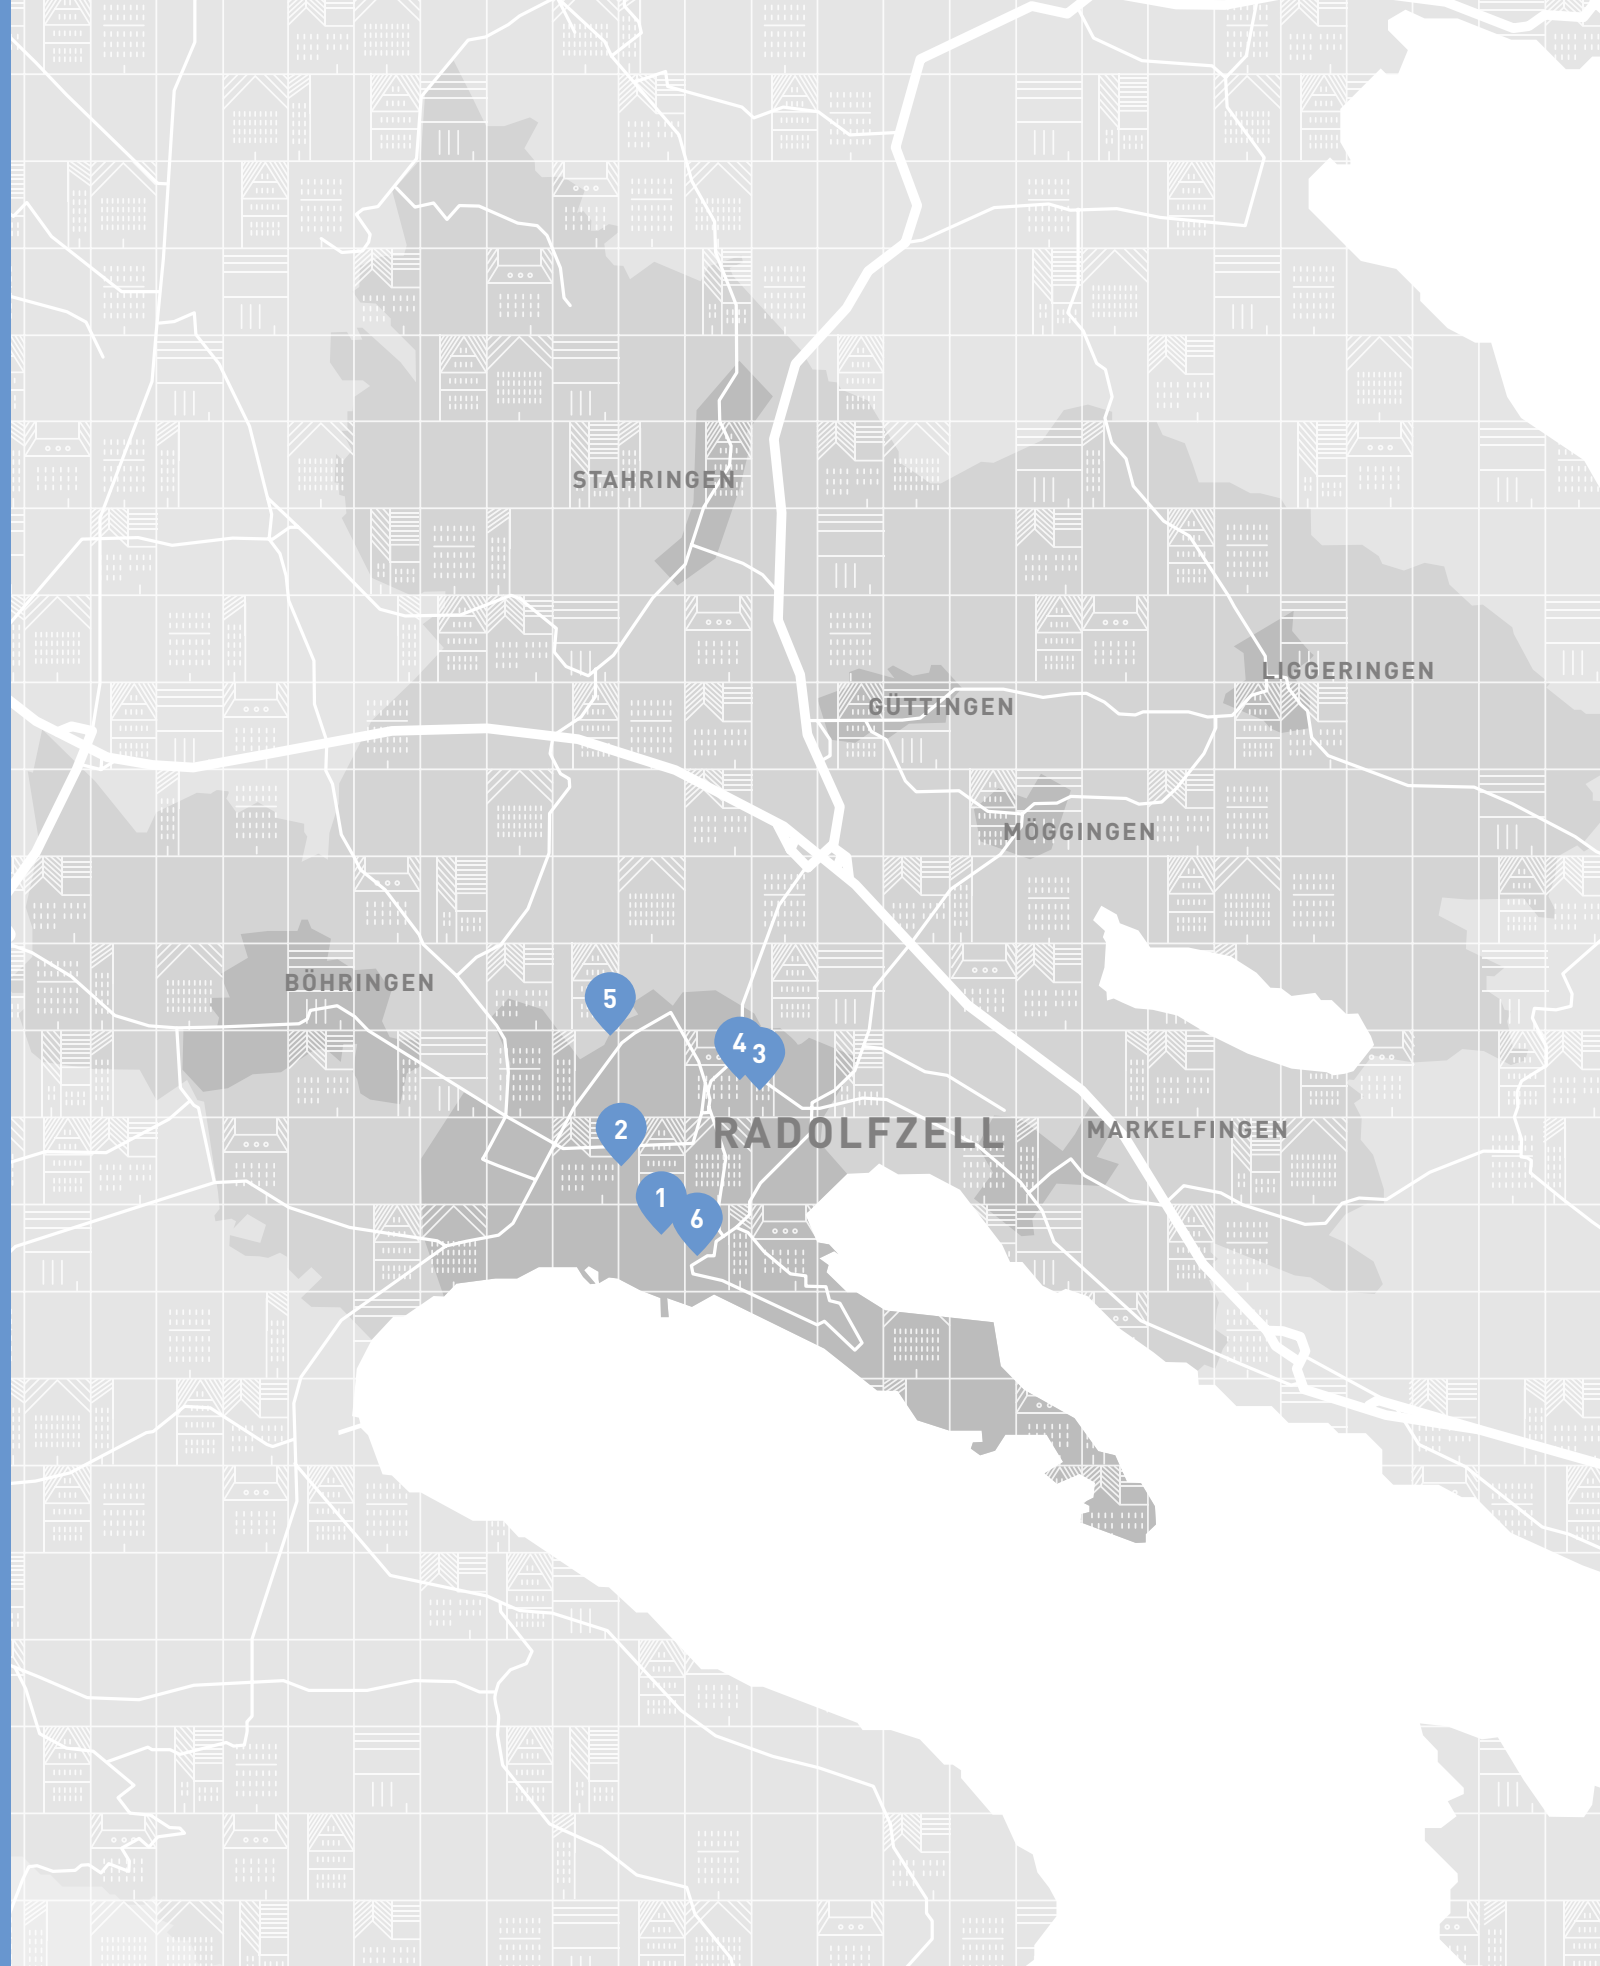 STAHRINGEN
LIGGERINGEN
GÜTTINGEN
MÖGGINGEN
BÖHRINGEN
5
4
3
2
RADOLFZELL
MARKELFINGEN
1
6